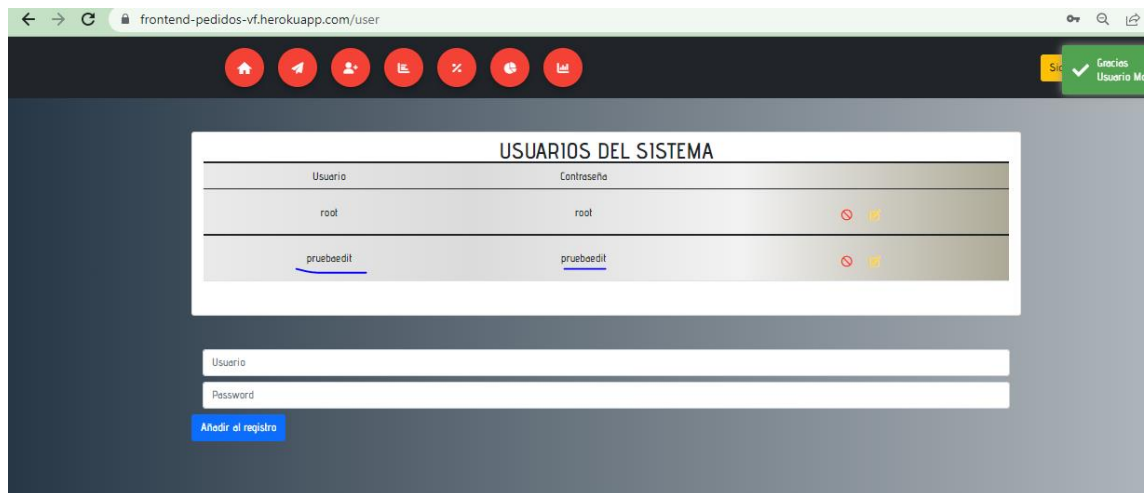 frontend-pedidos-vf.herokuapp.com/user
Gracias
Usuario
USUARIOS DEL SISTEMA
Usuario Contraseña
root root
pruebaedit pruebaedit
Usuario
Password
Añadir al registro